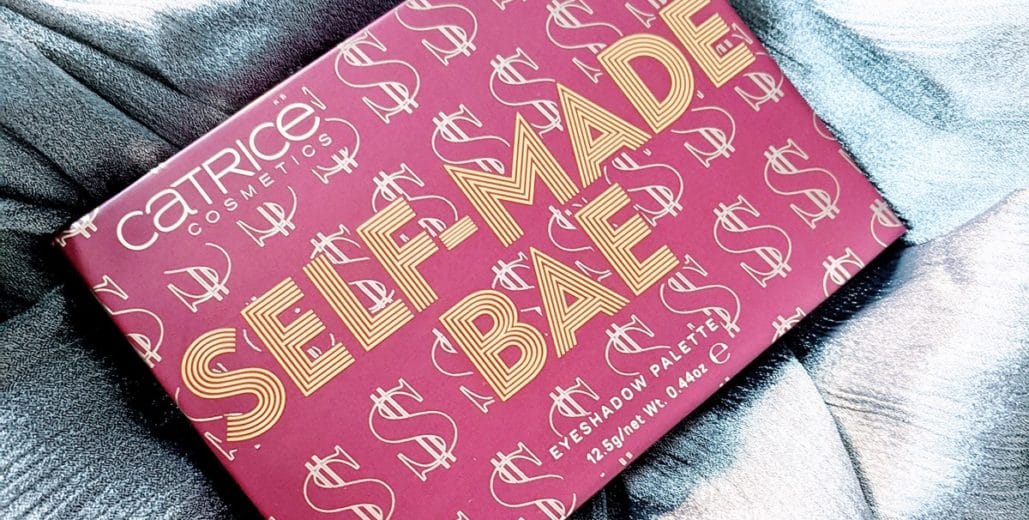 CATRICE
COSMETICS
SELF-MADE
BAE
EYESHADOW PALETTE
12.5g/net Wt. 0.44oz ℮